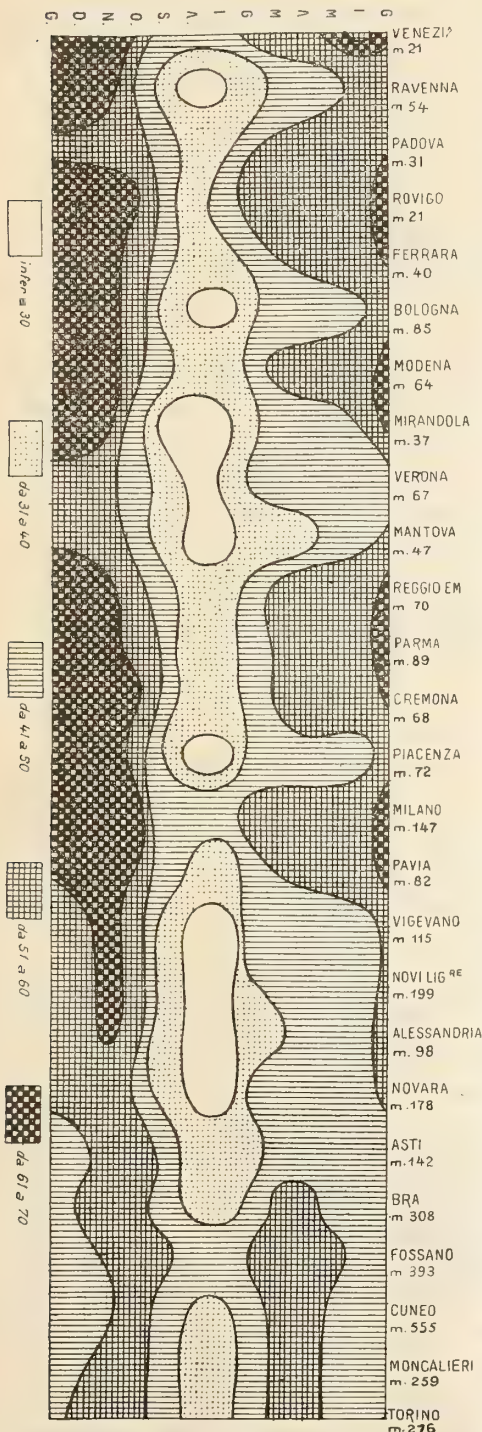 G. D. N. O. S. A. L G M A M F G
VENEZIA
m 21
RAVENNA
m 54
PADOVA
m. 31
ROVIGO
m 21
FERRARA
m. 40
BOLOGNA
m. 85
MODENA
m 64
MIRANDOLA
m. 37
VERONA
m 67
MANTOVA
m. 47
REGGIO EM
m 70
PARMA
m. 89
CREMONA
m 68
PIACENZA
m. 72
MILANO
m. 147
PAVIA
m. 82
VIGEVANO
m 115
NOVI LIG RE
m. 199
ALESSANDRIA
m. 98
NOVARA
m. 178
ASTI
m. 142
BRA
m 308
FOSSANO
m 393
CUNEO
m. 555
MONCALIERI
m. 259
TORINO
m. 276
infer a 30
da 31 a 40
da 41 a 50
da 51 a 60
da 61 a 70